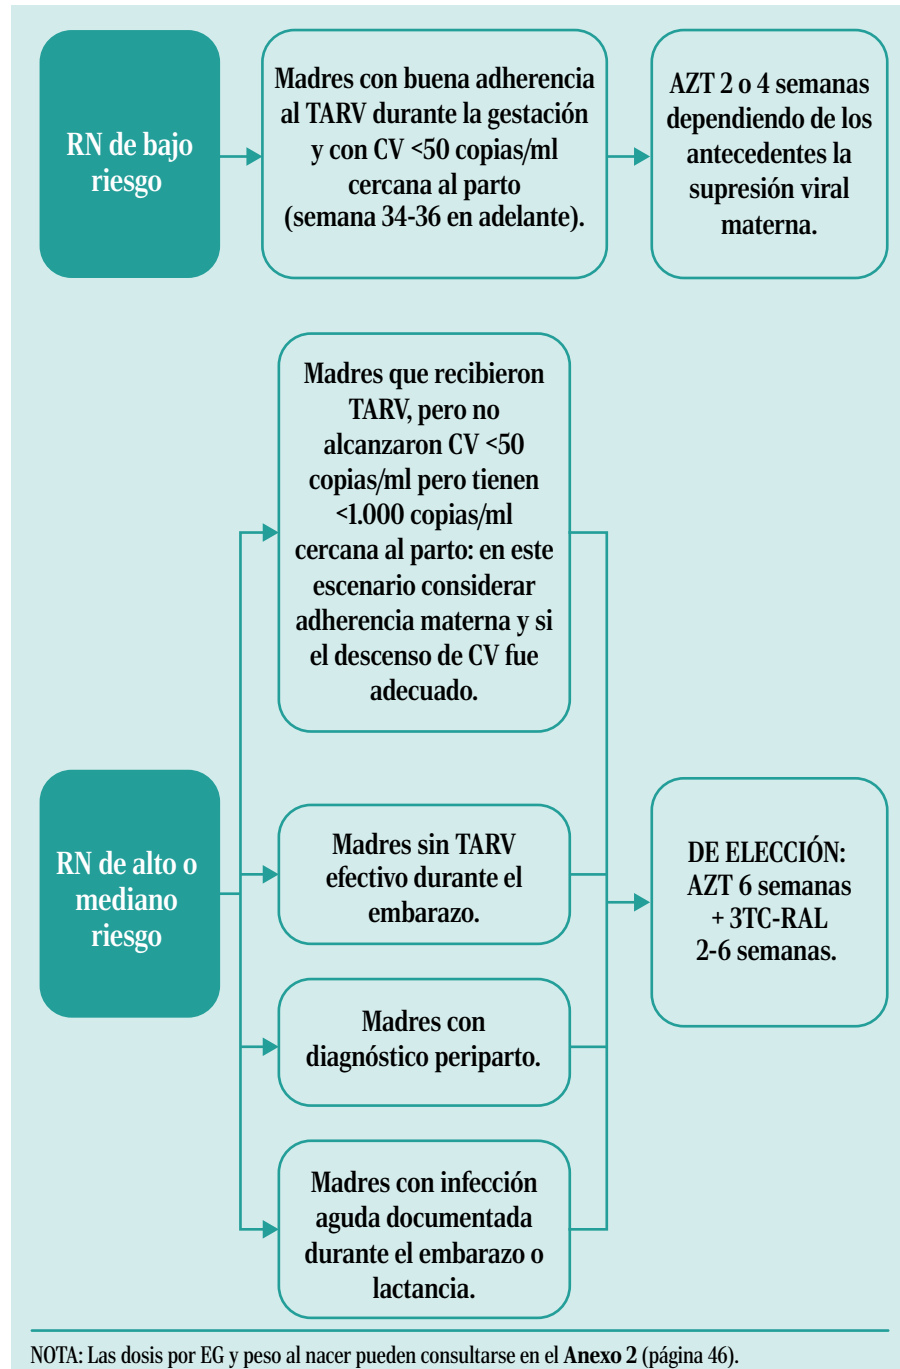 RN de bajo
riesgo
Madres con buena adherencia
al TARV durante la gestación
y con CV <50 copias/ml
cercana al parto
(semana 34-36 en adelante).
AZT 2 o 4 semanas
dependiendo de los
antecedentes la
supresión viral
materna.
Madres que recibieron
TARV, pero no
alcanzaron CV <50
copias/ml pero tienen
<1.000 copias/ml
cercana al parto: en este
escenario considerar
adherencia materna y si
el descenso de CV fue
adecuado.
RN de alto o
mediano
riesgo
Madres sin TARV
efectivo durante el
embarazo.
Madres con
diagnóstico periparto.
Madres con infección
aguda documentada
durante el embarazo o
lactancia.
DE ELECCIÓN:
AZT 6 semanas
+ 3TC-RAL
2-6 semanas.
NOTA: Las dosis por EG y peso al nacer pueden consultarse en el Anexo 2 (página 46).